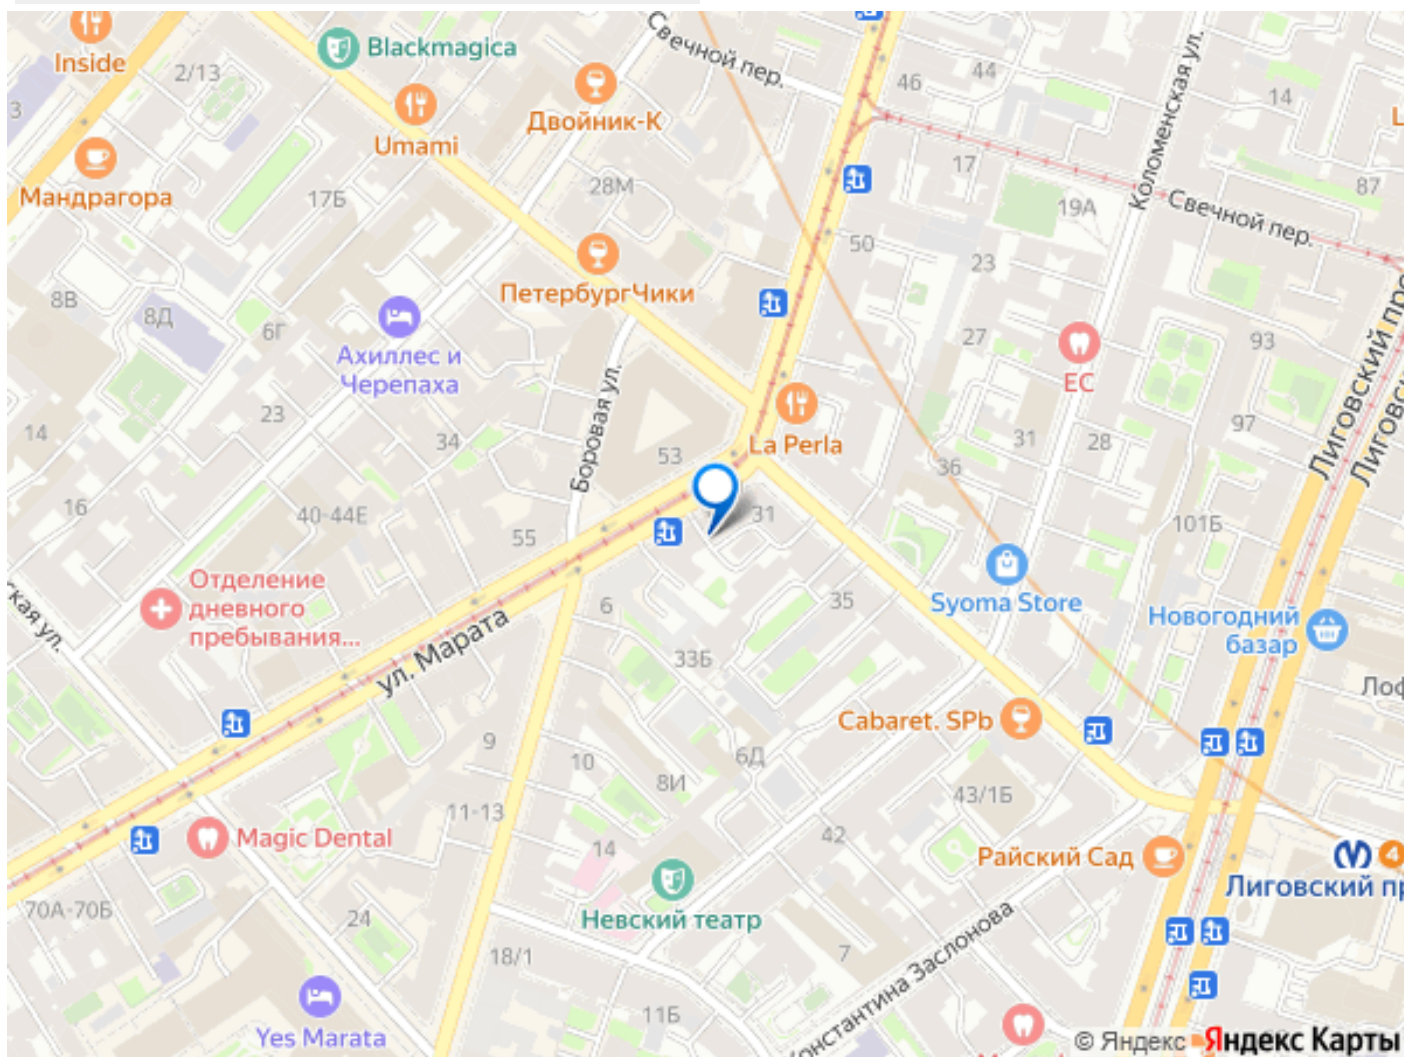 Inside
2/13
3
Мандрагора
Blackmagica
Umami
17Б
Двойник-К
28М
Свечной пер.
46
44
14
17
87
Коломенская ул.
19А
Свечной пер.
50
23
ПетербургЧики
8В
8Д
6Г
Ахиллес и
Черепаха
27
ЕС
93
Лиговский
Боровая ул.
23
14
34
53
La Perla
31
28
97
36
16
40-44Е
55
31
101Б
Отделение
дневного
пребывания...
ул. Марата
6
35
Syoma Store
Новогодний
базар
33Б
Cabaret. SPb
9
10
6Д
8И
43/1Б
11-13
42
Magic Dental
14
Райский Сад
4
Лиговский
70А-70Б
24
Невский театр
18/1
7
Константина Заслонова
11Б
Yes Marata
© Яндекс
Яндекс Карты